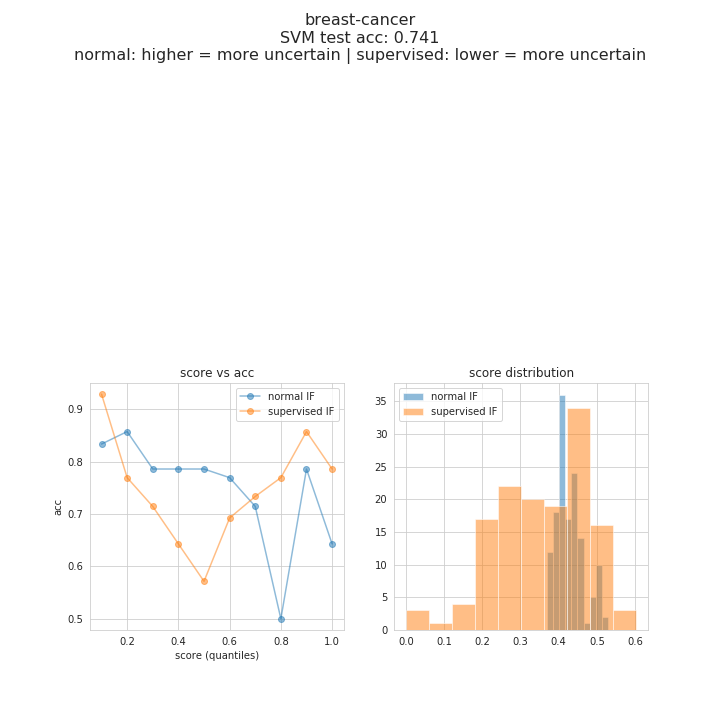 breast-cancer
SVM test acc: 0.741
normal: higher = more uncertain | supervised: lower = more uncertain
score vs acc
normal IF
supervised IF
acc
0.9
0.8
0.7
0.6
0.5
0.2 0.4 0.6 0.8 1.0
score (quantiles)
score distribution
normal IF
supervised IF
35
30
25
20
15
10
5
0
0.0 0.1 0.2 0.3 0.4 0.5 0.6